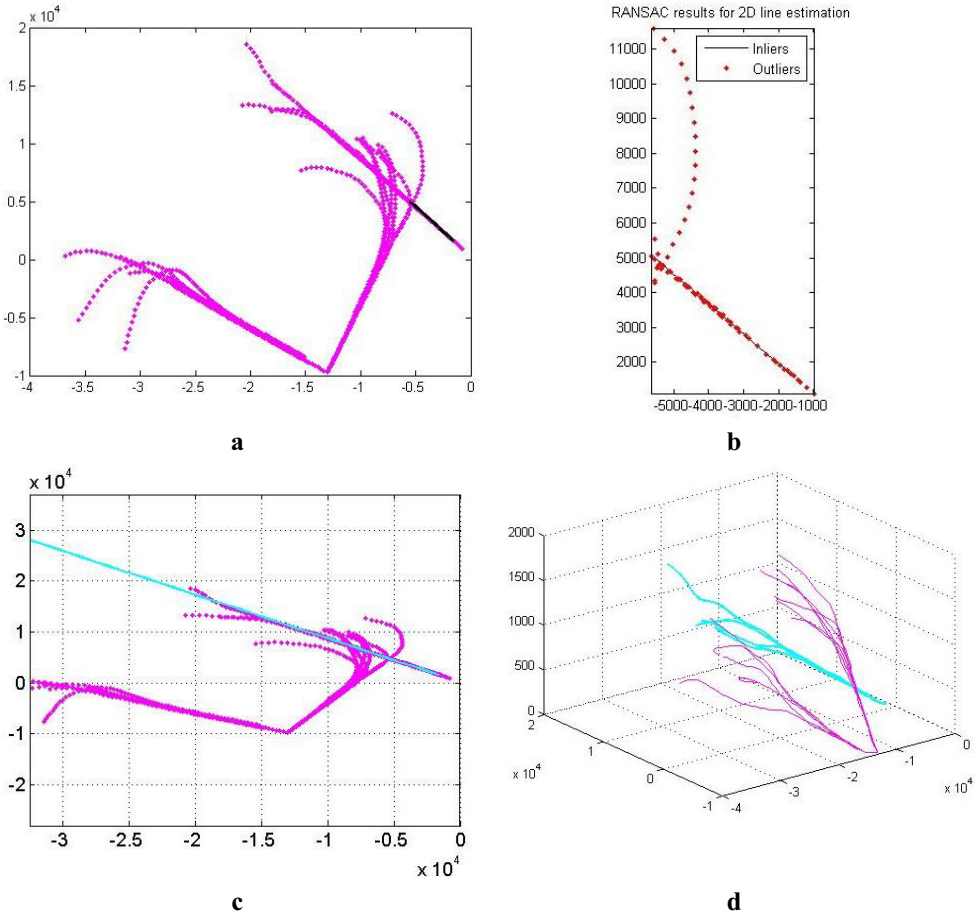 x 10^4
2
1.5
1
0.5
0
-0.5
-1
-4 -3.5 -3 -2.5 -2 -1.5 -1 -0.5 0
a
RANSAC results for 2D line estimation
Inliers
Outliers
11000
10000
9000
8000
7000
6000
5000
4000
3000
2000
-5000-4000-3000-2000-1000
b
x 10^4
3
2
1
0
-1
-2
-3 -2.5 -2 -1.5 -1 -0.5 0
x 10^4
c
2000
1500
1000
500
0
2
1
0
-1
x 10^4
-4
-3
-2
-1
0
x 10^4
d